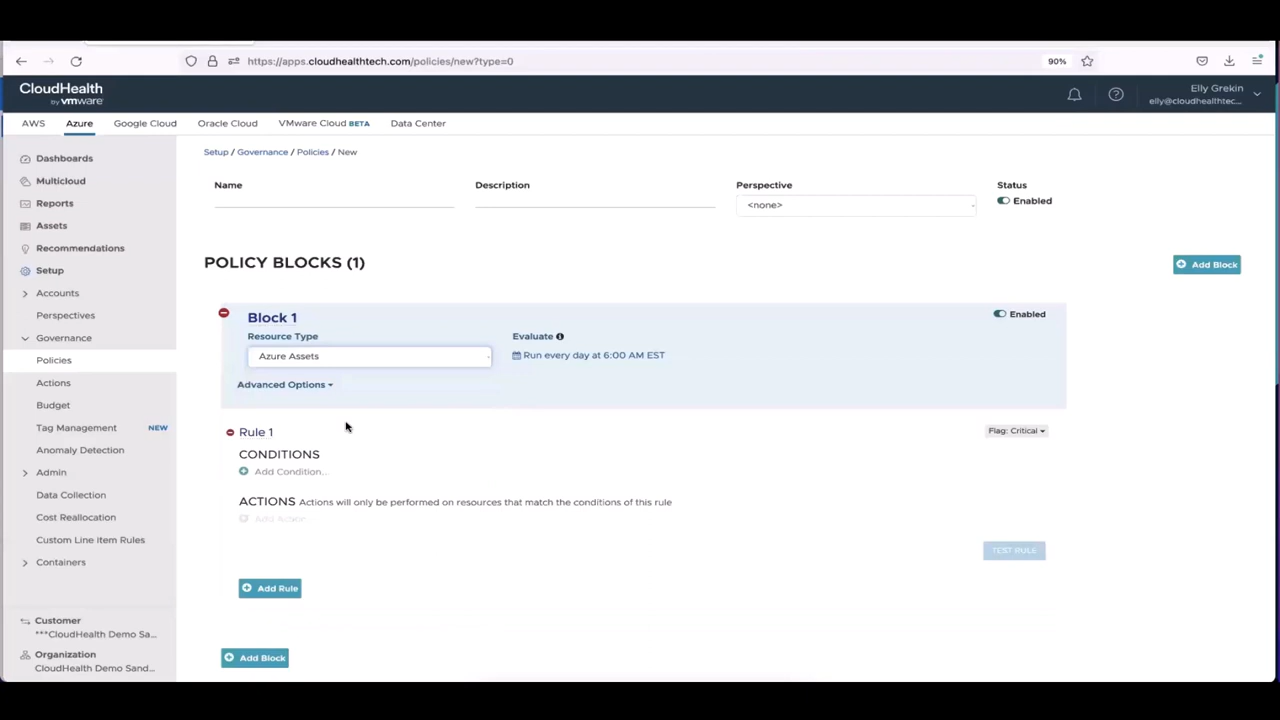 https://apps.cloudhealthtech.com/policies/new?type=0
90%
CloudHealth
by vmware
Elly Grekin
elly@cloudhealthtec...
AWS Azure Google Cloud Oracle Cloud VMware Cloud BETA Data Center
Dashboards
Multicloud
Reports
Assets
Recommendations
Setup
Accounts
Perspectives
Governance
Policies
Actions
Budget
Tag Management NEW
Anomaly Detection
Admin
Data Collection
Cost Reallocation
Custom Line Item Rules
Containers
Customer
***CloudHealth Demo Sa...
Organization
CloudHealth Demo Sand...
Setup / Governance / Policies / New
Name Description Perspective Status
<none> Enabled
POLICY BLOCKS (1) Add Block
Block 1 Enabled
Resource Type Evaluate
Azure Assets Run every day at 6:00 AM EST
Advanced Options
Rule 1 Flag: Critical
CONDITIONS
Add Condition...
ACTIONS Actions will only be performed on resources that match the conditions of this rule
TEST RULE
Add Rule
Add Block